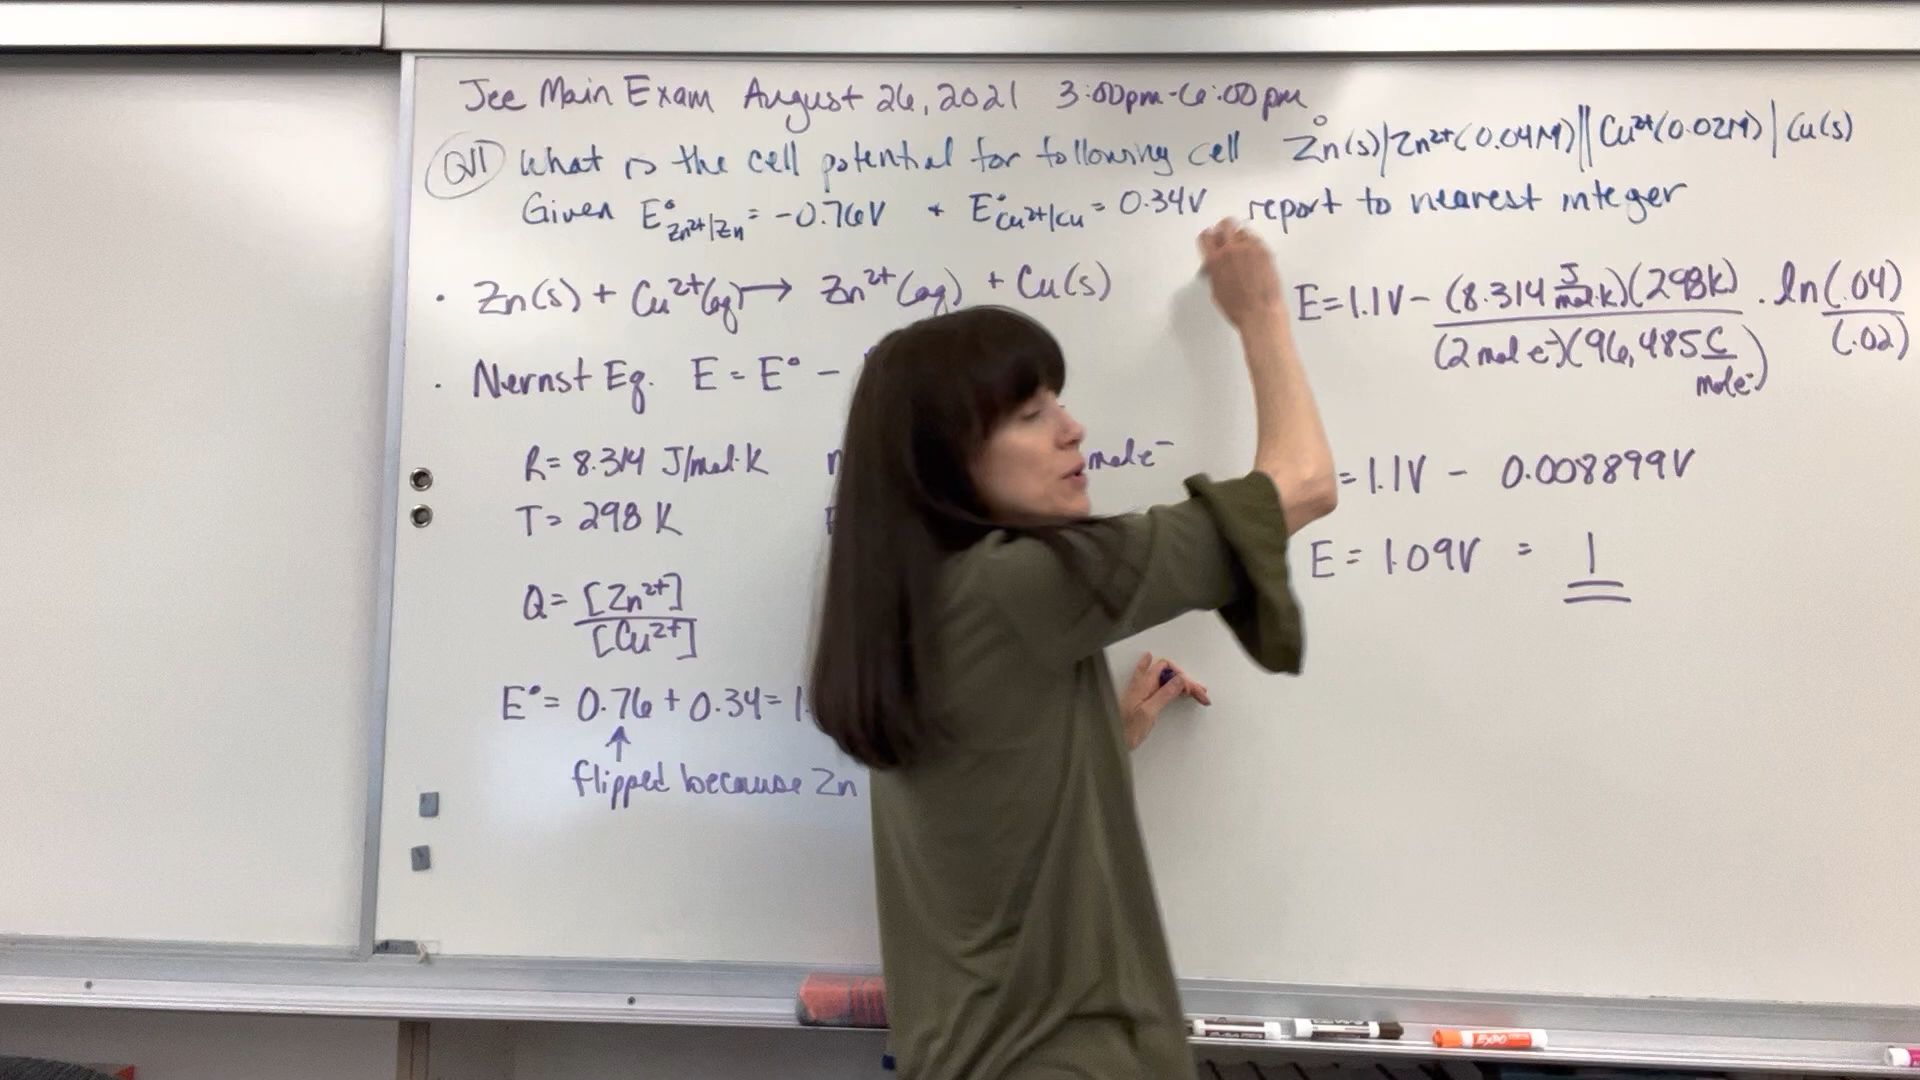 Jee Main Exam August 26, 2021 3:00pm-6:00pm
Q11 What is the cell potential for following cell Zn(s)|Zn²⁺(0.04M)||Cu²⁺(0.02M)|Cu(s)
Given E°Zn²⁺/Zn = -0.76V + E°Cu²⁺/Cu = 0.34V report to nearest integer
· Zn(s) + Cu²⁺(aq) → Zn²⁺(aq) + Cu(s)
· Nernst Eq. E = E° -
R = 8.314 J/mol·K n mole⁻
T = 298 K
Q = [Zn²⁺]/[Cu²⁺]
E° = 0.76 + 0.34 = 1.
↑
flipped because Zn
E = 1.1V - (8.314 J/mol·K)(298K)/(2 mol e⁻)(96,485 C/mole⁻) · ln (.04)/(.02)
= 1.1V - 0.008899V
E = 1.09V = 1
EXPO